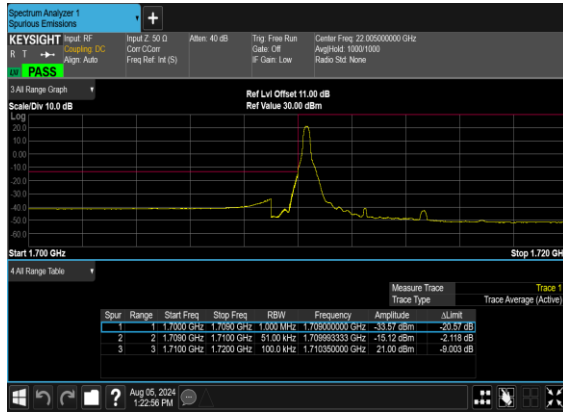 Spectrum Analyzer 1
Spurious Emissions
+
KEYSIGHT Input: RF Input Z: 50 Ω Atten: 40 dB Trig: Free Run Center Freq: 22.005000000 GHz
R T Coupling: DC Corr CCorr Gate: Off Avg|Hold: 1000/1000
Align: Auto Freq Ref: Int (S) IF Gain: Low Radio Std: None
PASS
3 All Range Graph
Ref Lvl Offset 11.00 dB
Scale/Div 10.0 dB Ref Value 30.00 dBm
Log
20.0
10.0
0.00
-10.0
-20.0
-30.0
-40.0
-50.0
-60.0
Start 1.700 GHz Stop 1.720 GH
4 All Range Table
Measure Trace Trace 1
Trace Type Trace Average (Active)
Spur Range Start Freq Stop Freq RBW Frequency Amplitude ΔLimit
1 1 1.7000 GHz 1.7090 GHz 1.000 MHz 1.709000000 GHz -33.57 dBm -20.57 dB
2 2 1.7090 GHz 1.7100 GHz 51.00 kHz 1.709993333 GHz -15.12 dBm -2.118 dB
3 3 1.7100 GHz 1.7200 GHz 100.0 kHz 1.710350000 GHz 21.00 dBm -9.003 dB
? Aug 05, 2024
1:22:56 PM